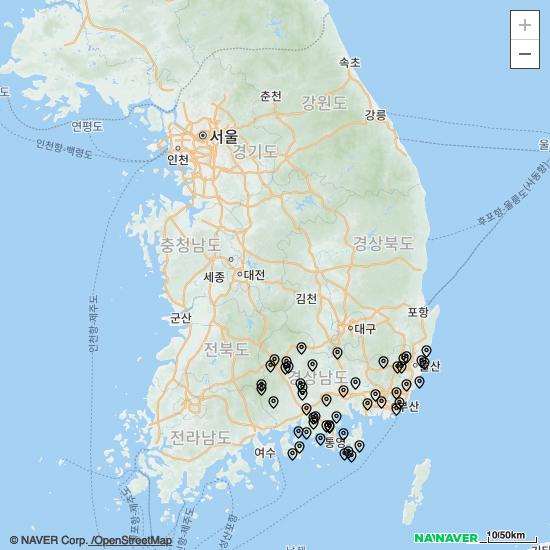 +
−
속초
춘천
강원도
강릉
도
연평도
서울
울
인천항-백령도
인천
경기도
후포항-울릉도(사동항)
충청남도
경상북도
세종
대전
인천항-제주도
김천
군산
포항
대구
전북도
울산
경상남도
부산
전라남도
통영
여수
© NAVER Corp. /OpenStreetMap
NAVER
10/50km